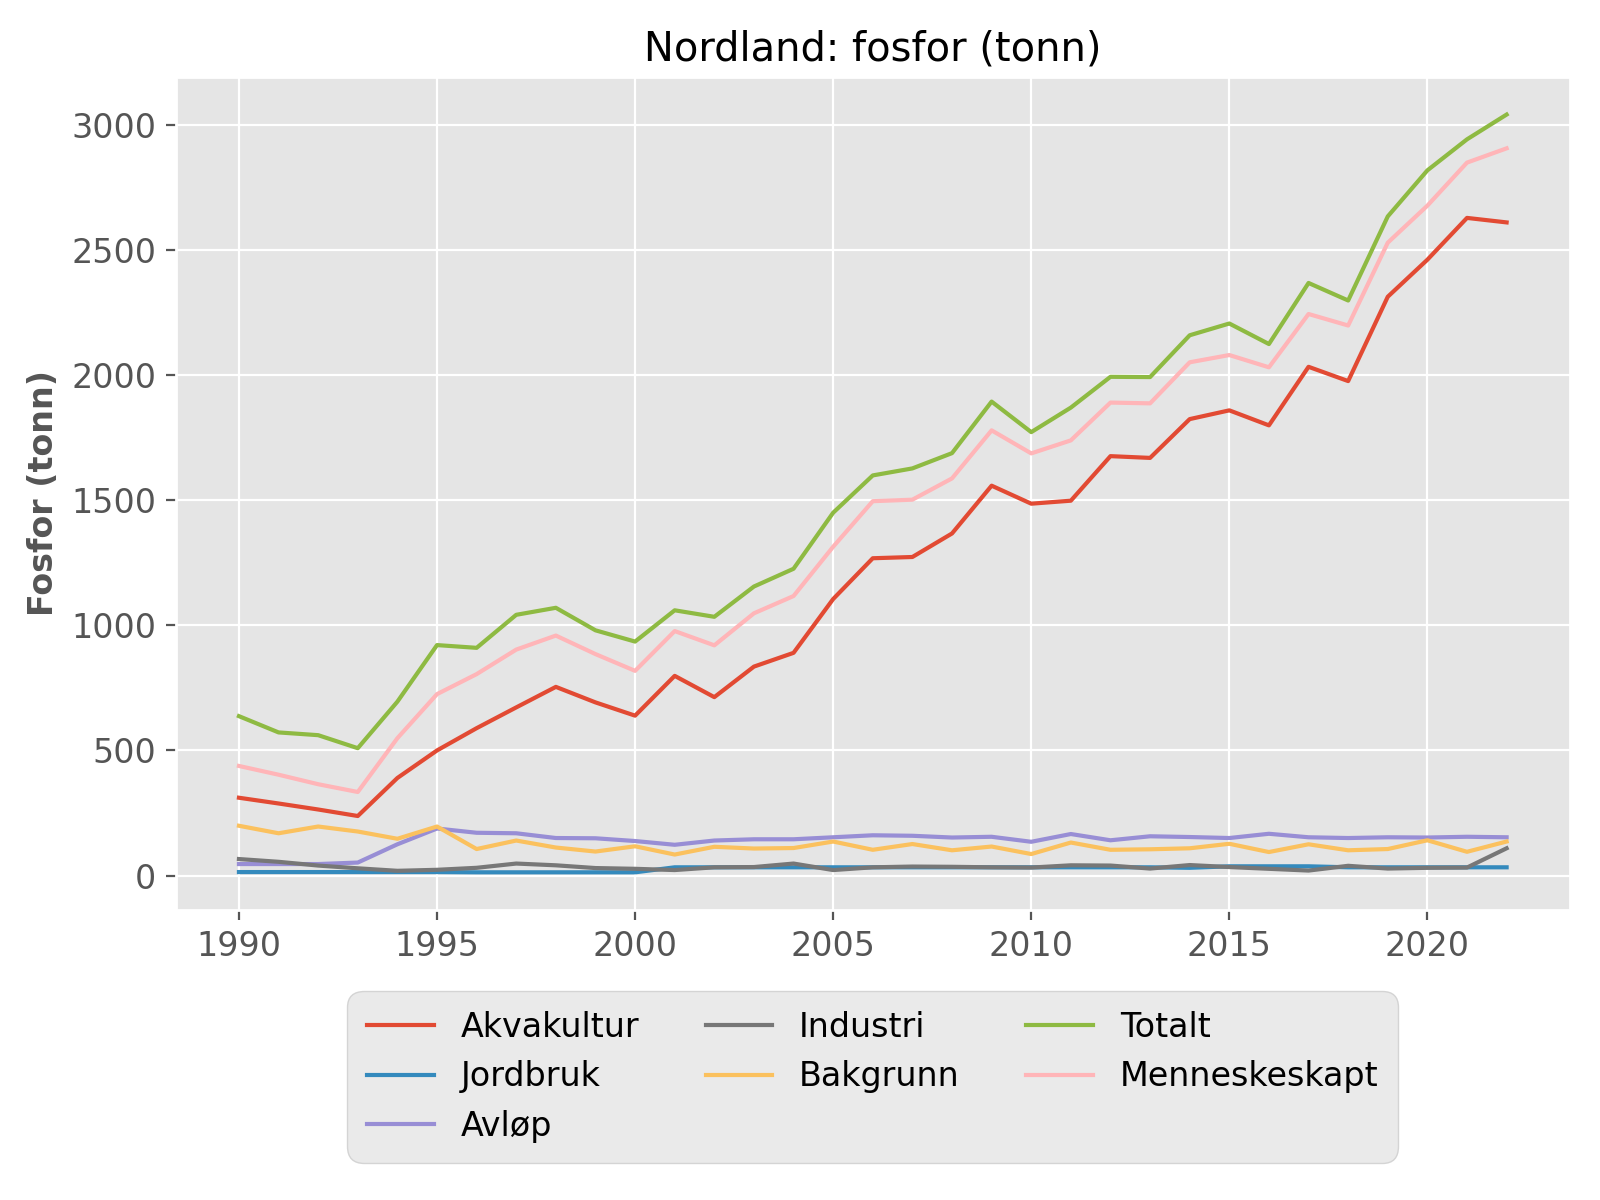 Nordland: fosfor (tonn)
Fosfor (tonn)
3000
2500
2000
1500
1000
500
0
1990 1995 2000 2005 2010 2015 2020
Akvakultur Industri Totalt
Jordbruk Bakgrunn Menneskeskapt
Avløp